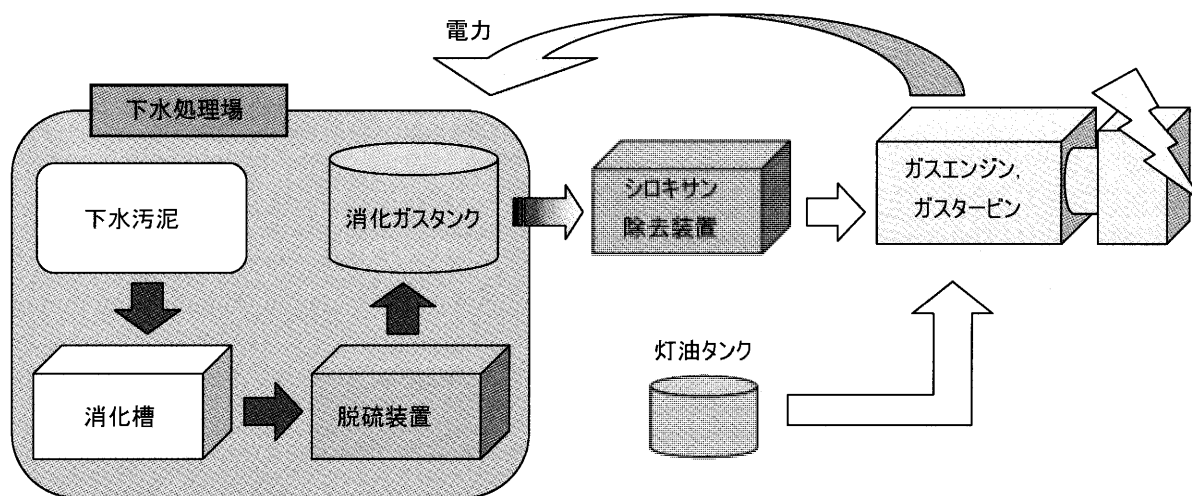 電力
下水処理場
下水汚泥
消化ガスタンク
シロキサン
除去装置
ガスエンジン,
ガスタービン
消化槽
脱硫装置
灯油タンク